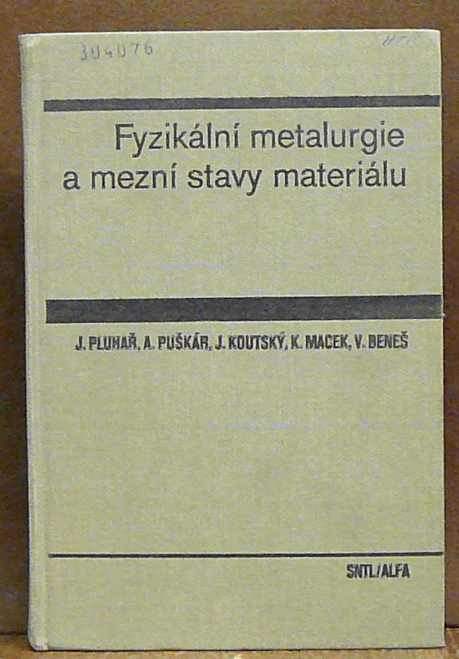 304076
Fyzikální metalurgie
a mezní stavy materiálu
J. PLUHAŘ, A. PUŠKÁR, J. KOUTSKÝ, K. MACEK, V. BENEŠ
SNTL/ALFA